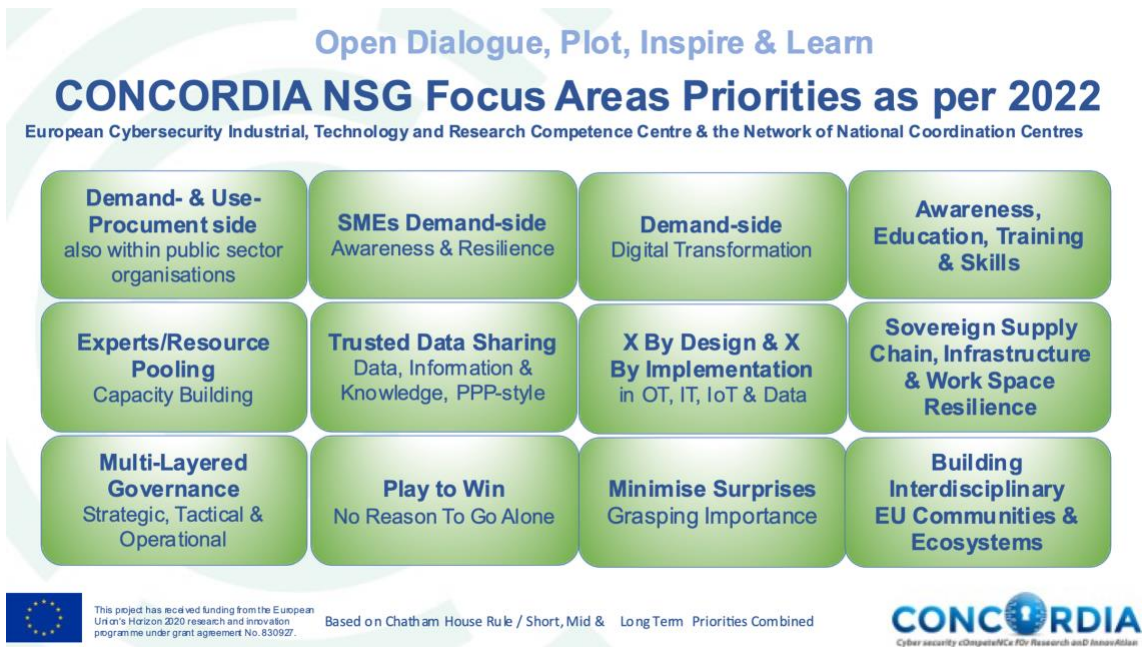 Open Dialogue, Plot, Inspire & Learn
CONCORDIA NSG Focus Areas Priorities as per 2022
European Cybersecurity Industrial, Technology and Research Competence Centre & the Network of National Coordination Centres
Demand- & Use-
Procument side
also within public sector
organisations
SMEs Demand-side
Awareness & Resilience
Demand-side
Digital Transformation
Awareness,
Education, Training
& Skills
Experts/Resource
Pooling
Capacity Building
Trusted Data Sharing
Data, Information &
Knowledge, PPP-style
X By Design & X
By Implementation
in OT, IT, IoT & Data
Sovereign Supply
Chain, Infrastructure
& Work Space
Resilience
Multi-Layered
Governance
Strategic, Tactical &
Operational
Play to Win
No Reason To Go Alone
Minimise Surprises
Grasping Importance
Building
Interdisciplinary
EU Communities &
Ecosystems
This project has received funding from the European
Union's Horizon 2020 research and innovation
programme under grant agreement No. 830927.
Based on Chatham House Rule / Short, Mid & Long Term Priorities Combined
CONCORDIA
Cyber security cOmpeteNCe fOr Research anD InnovAtion